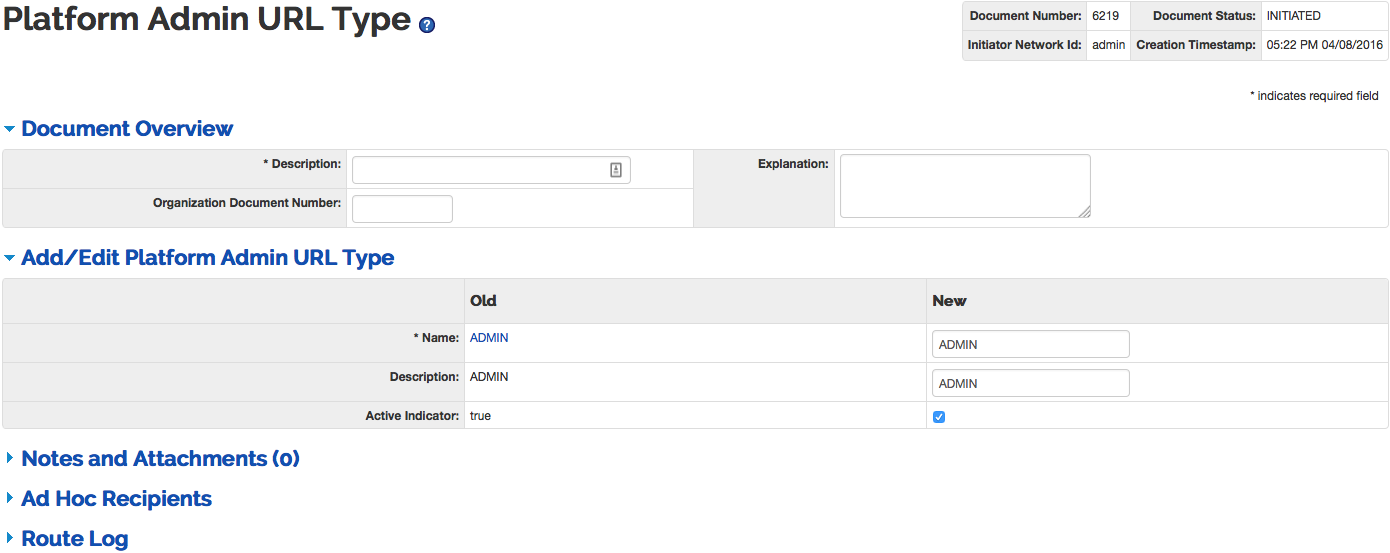 Platform Admin URL Type ?
Document Number: 6219 Document Status: INITIATED
Initiator Network Id: admin Creation Timestamp: 05:22 PM 04/08/2016
* indicates required field
Document Overview
* Description: Explanation:
Organization Document Number:
Add/Edit Platform Admin URL Type
Old New
* Name: ADMIN ADMIN
Description: ADMIN ADMIN
Active Indicator: true
Notes and Attachments (0)
Ad Hoc Recipients
Route Log